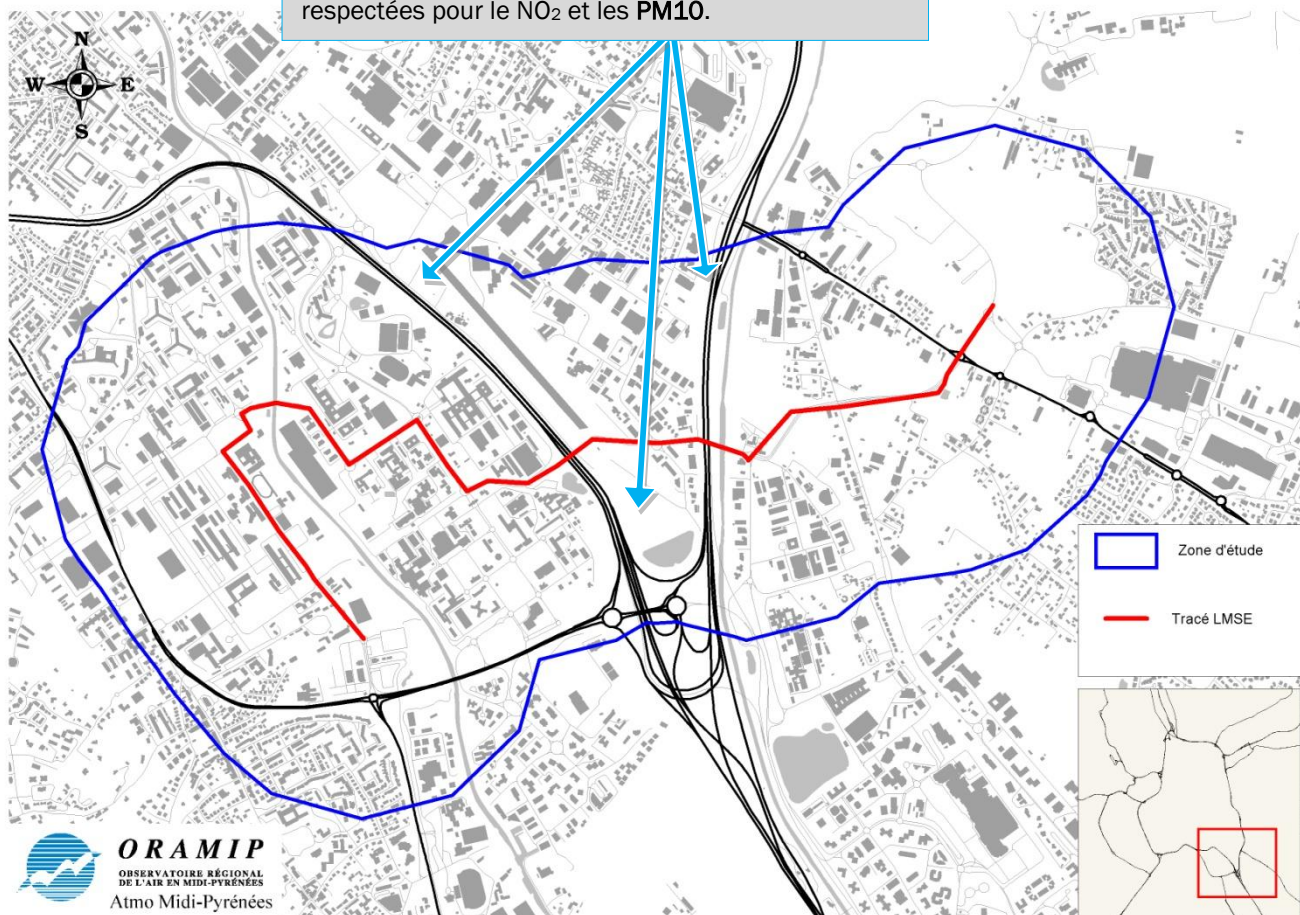 respectées pour le NO₂ et les PM10.
N
W E
S
Zone d'étude
Tracé LMSE
ORAMIP
OBSERVATOIRE RÉGIONAL
DE L'AIR EN MIDI-PYRÉNÉES
Atmo Midi-Pyrénées